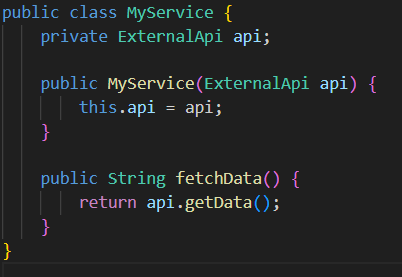 public class MyService {
    private ExternalApi api;
    public MyService(ExternalApi api) {
        this.api = api;
    }
    public String fetchData() {
        return api.getData();
    }
}